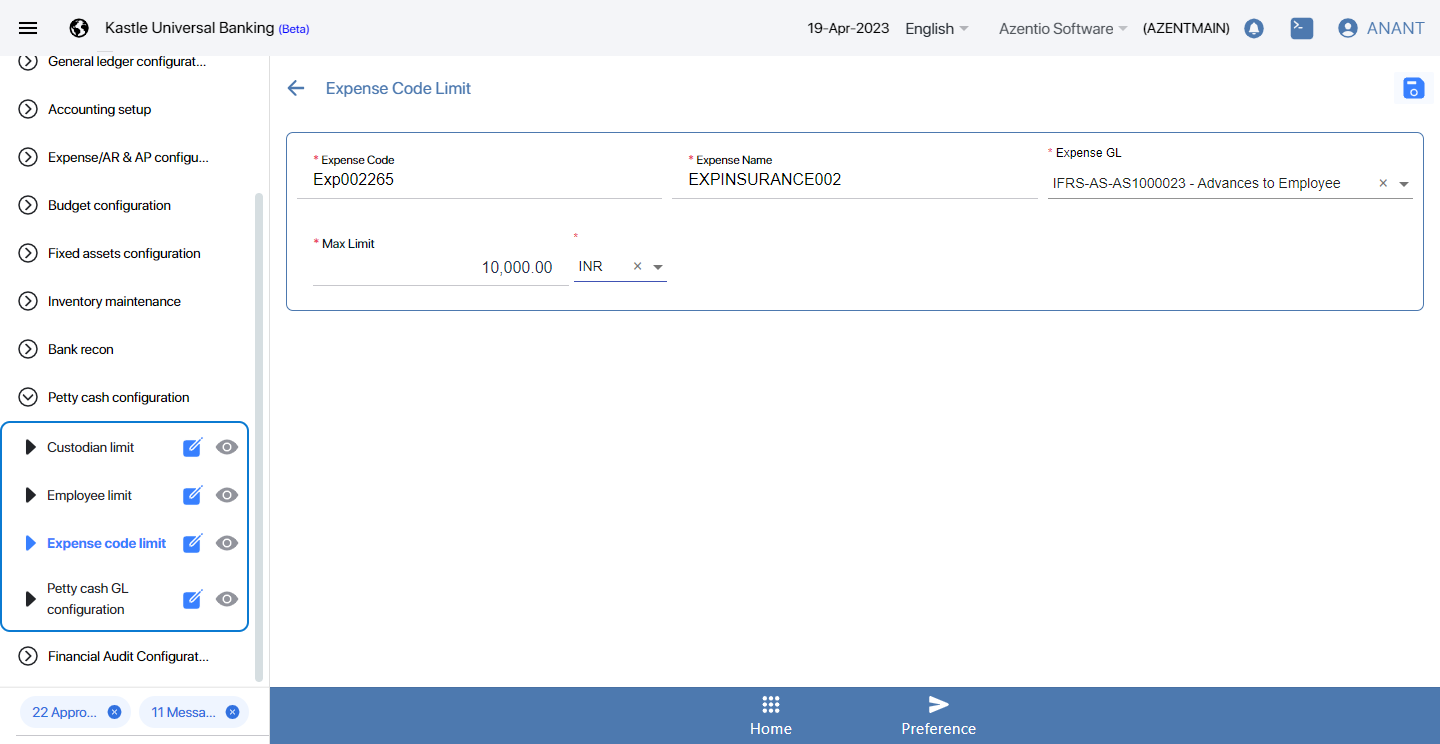 Kastle Universal Banking (Beta)
19-Apr-2023
English
Azentio Software
(AZENTMAIN)
ANANT
General ledger configurat...
Accounting setup
Expense/AR & AP configu...
Budget configuration
Fixed assets configuration
Inventory maintenance
Bank recon
Petty cash configuration
Custodian limit
Employee limit
Expense code limit
Petty cash GL
configuration
Financial Audit Configurat...
22 Appro...
11 Messa...
Expense Code Limit
* Expense Code
Exp002265
* Expense Name
EXPINSURANCE002
* Expense GL
IFRS-AS-AS1000023 - Advances to Employee
* Max Limit
10,000.00
*
INR
Home
Preference